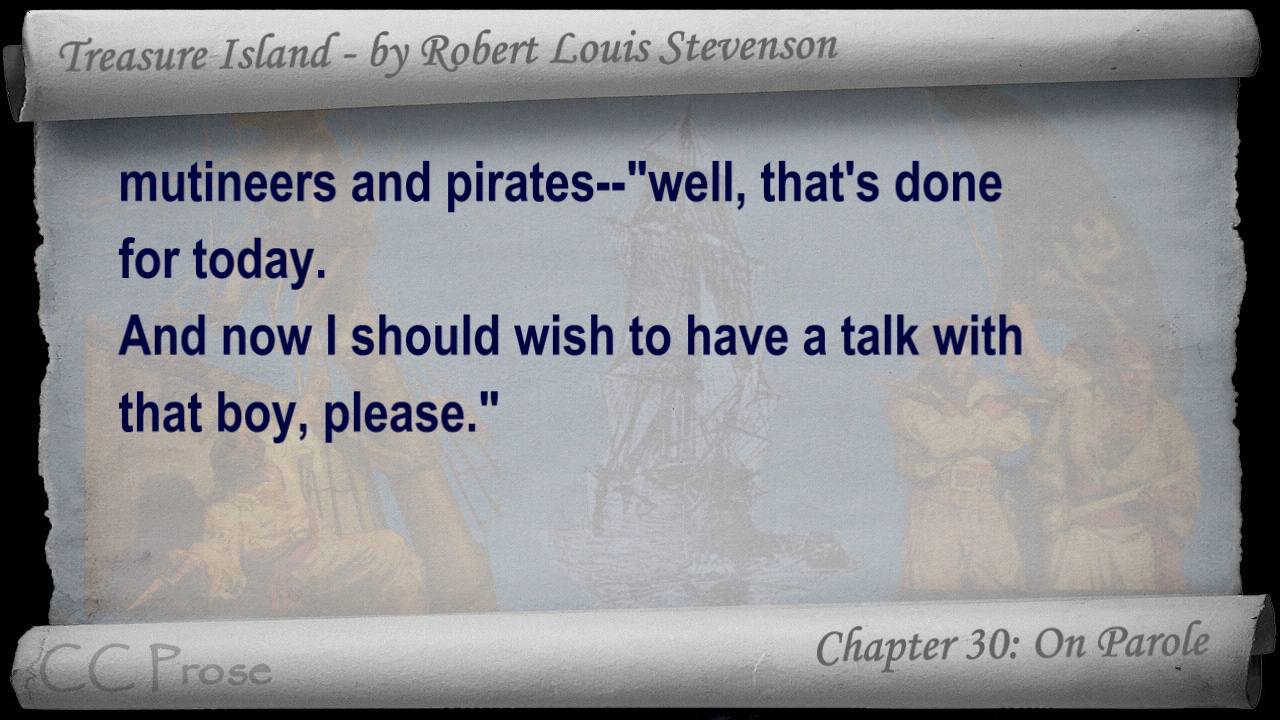 Treasure Island - by Robert Louis Stevenson
mutineers and pirates--"well, that's done
for today.
And now I should wish to have a talk with
that boy, please."
CC Prose
Chapter 30: On Parole